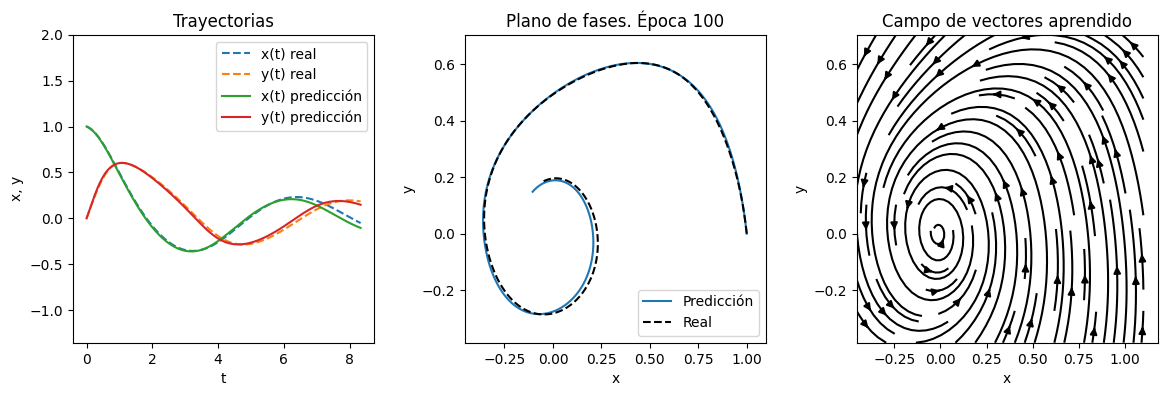 Trayectorias
x, y
2.0
1.5
1.0
0.5
0.0
−0.5
−1.0
x(t) real
y(t) real
x(t) predicción
y(t) predicción
0 2 4 6 8
t
Plano de fases. Época 100
y
0.6
0.4
0.2
0.0
−0.2
Predicción
Real
−0.25 0.00 0.25 0.50 0.75 1.00
x
Campo de vectores aprendido
y
0.6
0.4
0.2
0.0
−0.2
−0.25 0.00 0.25 0.50 0.75 1.00
x